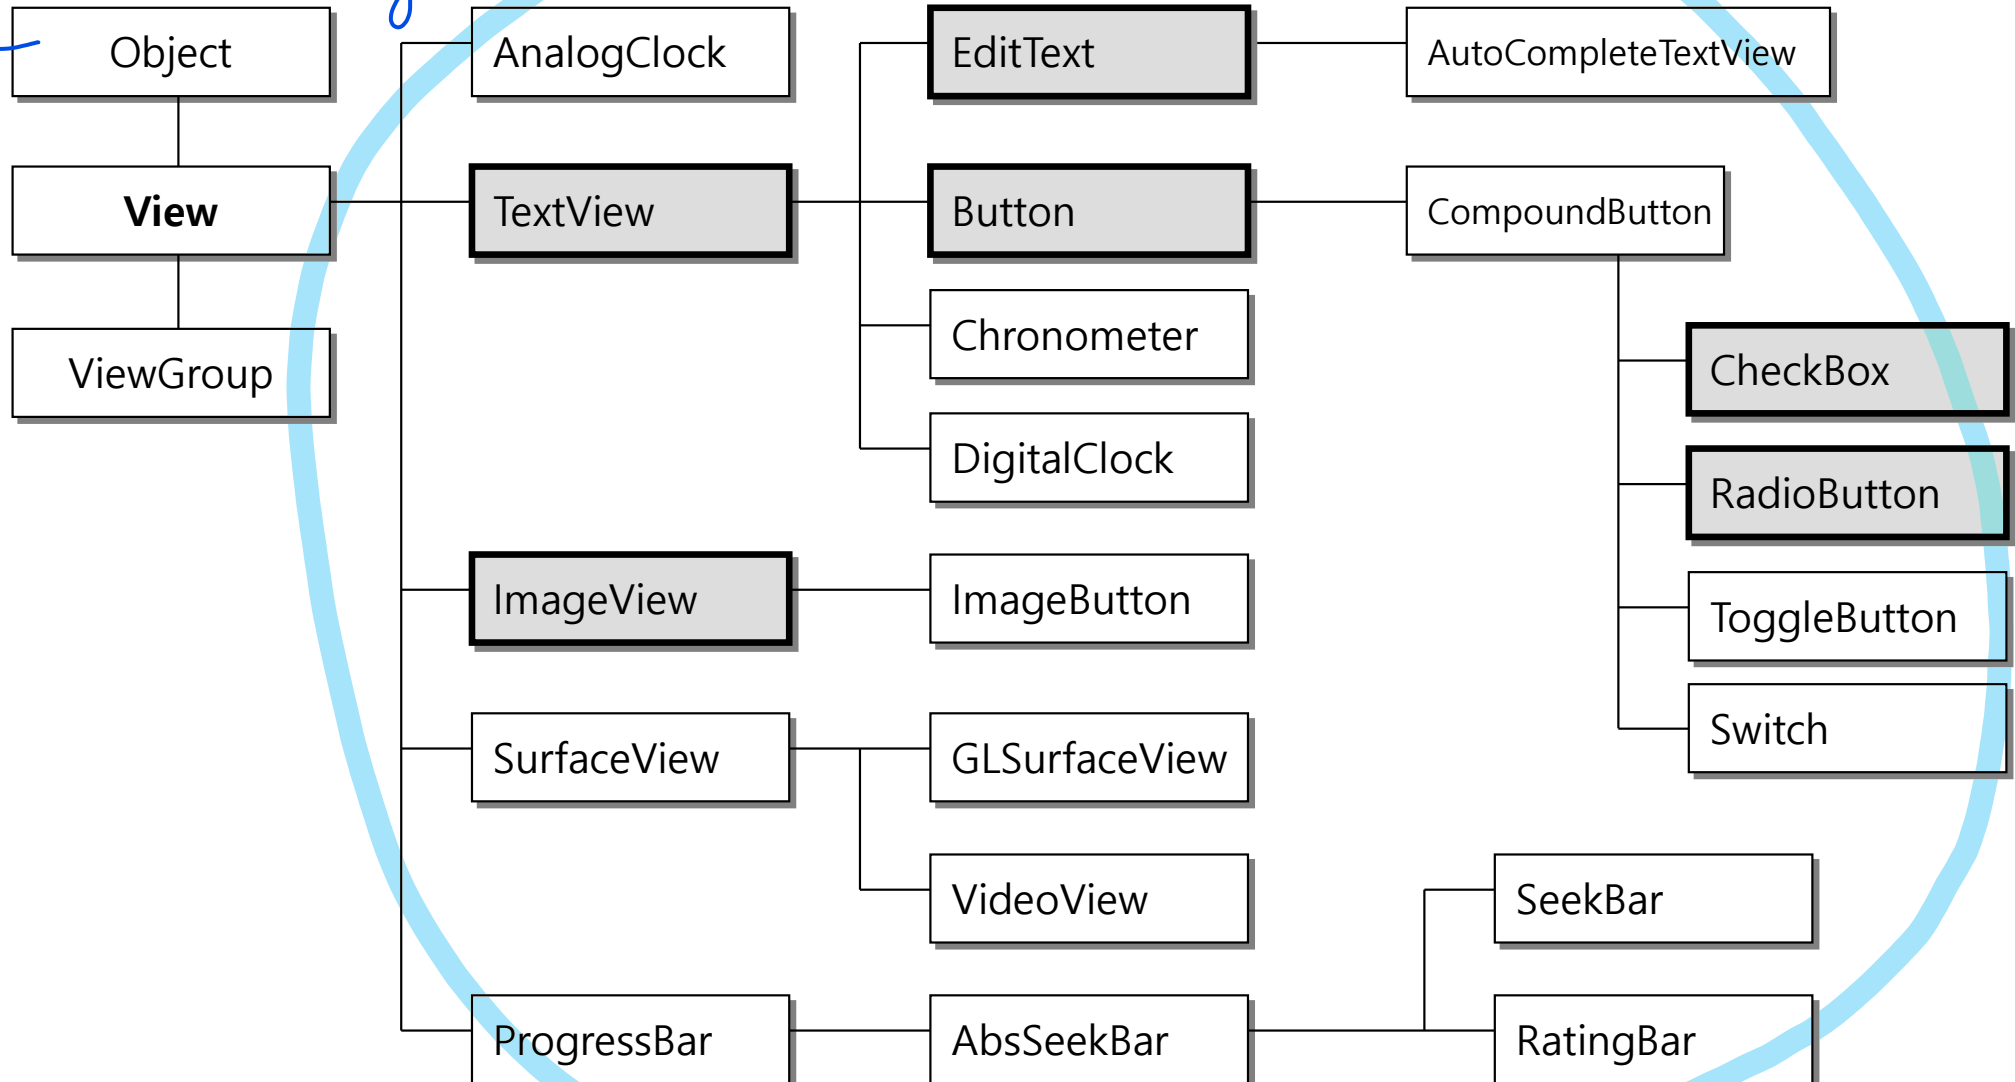 Object
AnalogClock
EditText
AutoCompleteTextView
View
TextView
Button
CompoundButton
Chronometer
ViewGroup
CheckBox
DigitalClock
RadioButton
ImageView
ImageButton
ToggleButton
SurfaceView
GLSurfaceView
Switch
VideoView
SeekBar
ProgressBar
AbsSeekBar
RatingBar